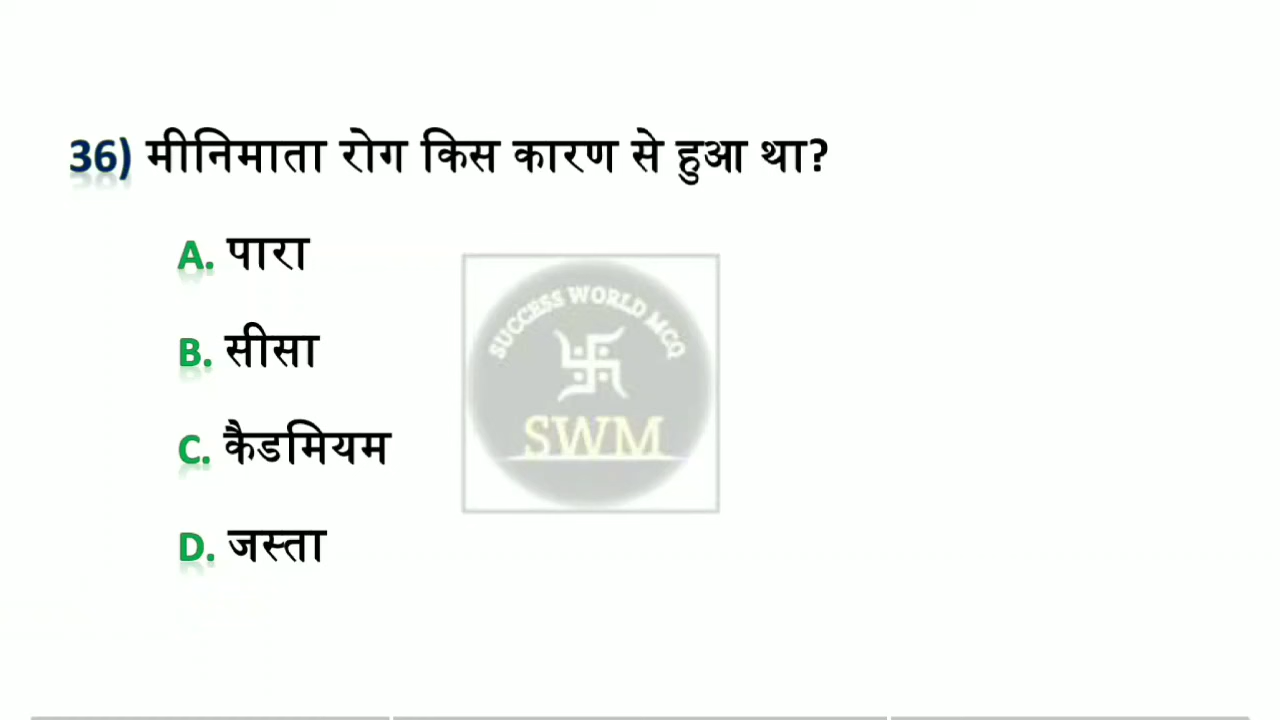 36) मीनिमाता रोग किस कारण से हुआ था?
A. पारा
SUCCESS WORLD MCQ
B. सीसा
SWM
C. कैडमियम
D. जस्ता